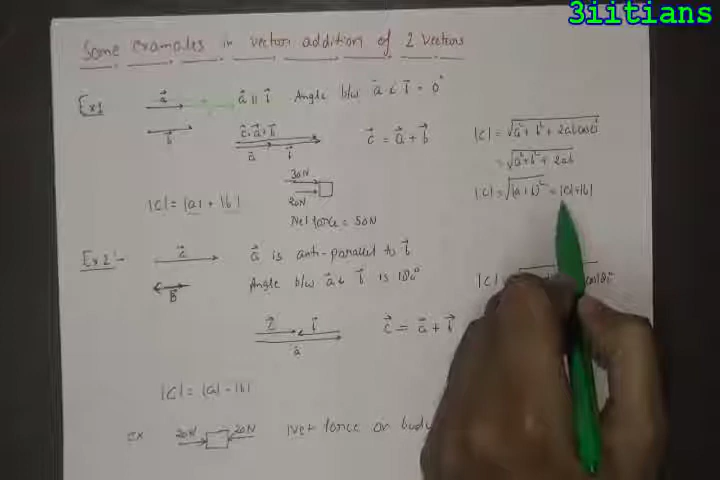 3iitians
Some examples in vector addition of 2 vectors
Ex1
a⃗
a⃗ || b⃗ Angle b/w a⃗ & b⃗ = 0°
b⃗
c⃗ = a⃗ + b⃗
a⃗ b⃗
c⃗ = a⃗ + b⃗
|c| = √a² + b² + 2ab cos 0°
= √a² + b² + 2ab
|c| = √(a+b)² = |a|+|b|
30N
20N
|c| = |a| + |b|
Net force = 50N
Ex2:-
a⃗ is anti-parallel to b⃗
Angle b/w a⃗ & b⃗ is 180°
|c| =
c⃗ = a⃗ + b⃗
a⃗
|c| = |a| - |b|
ex
20N 20N
Net force on body